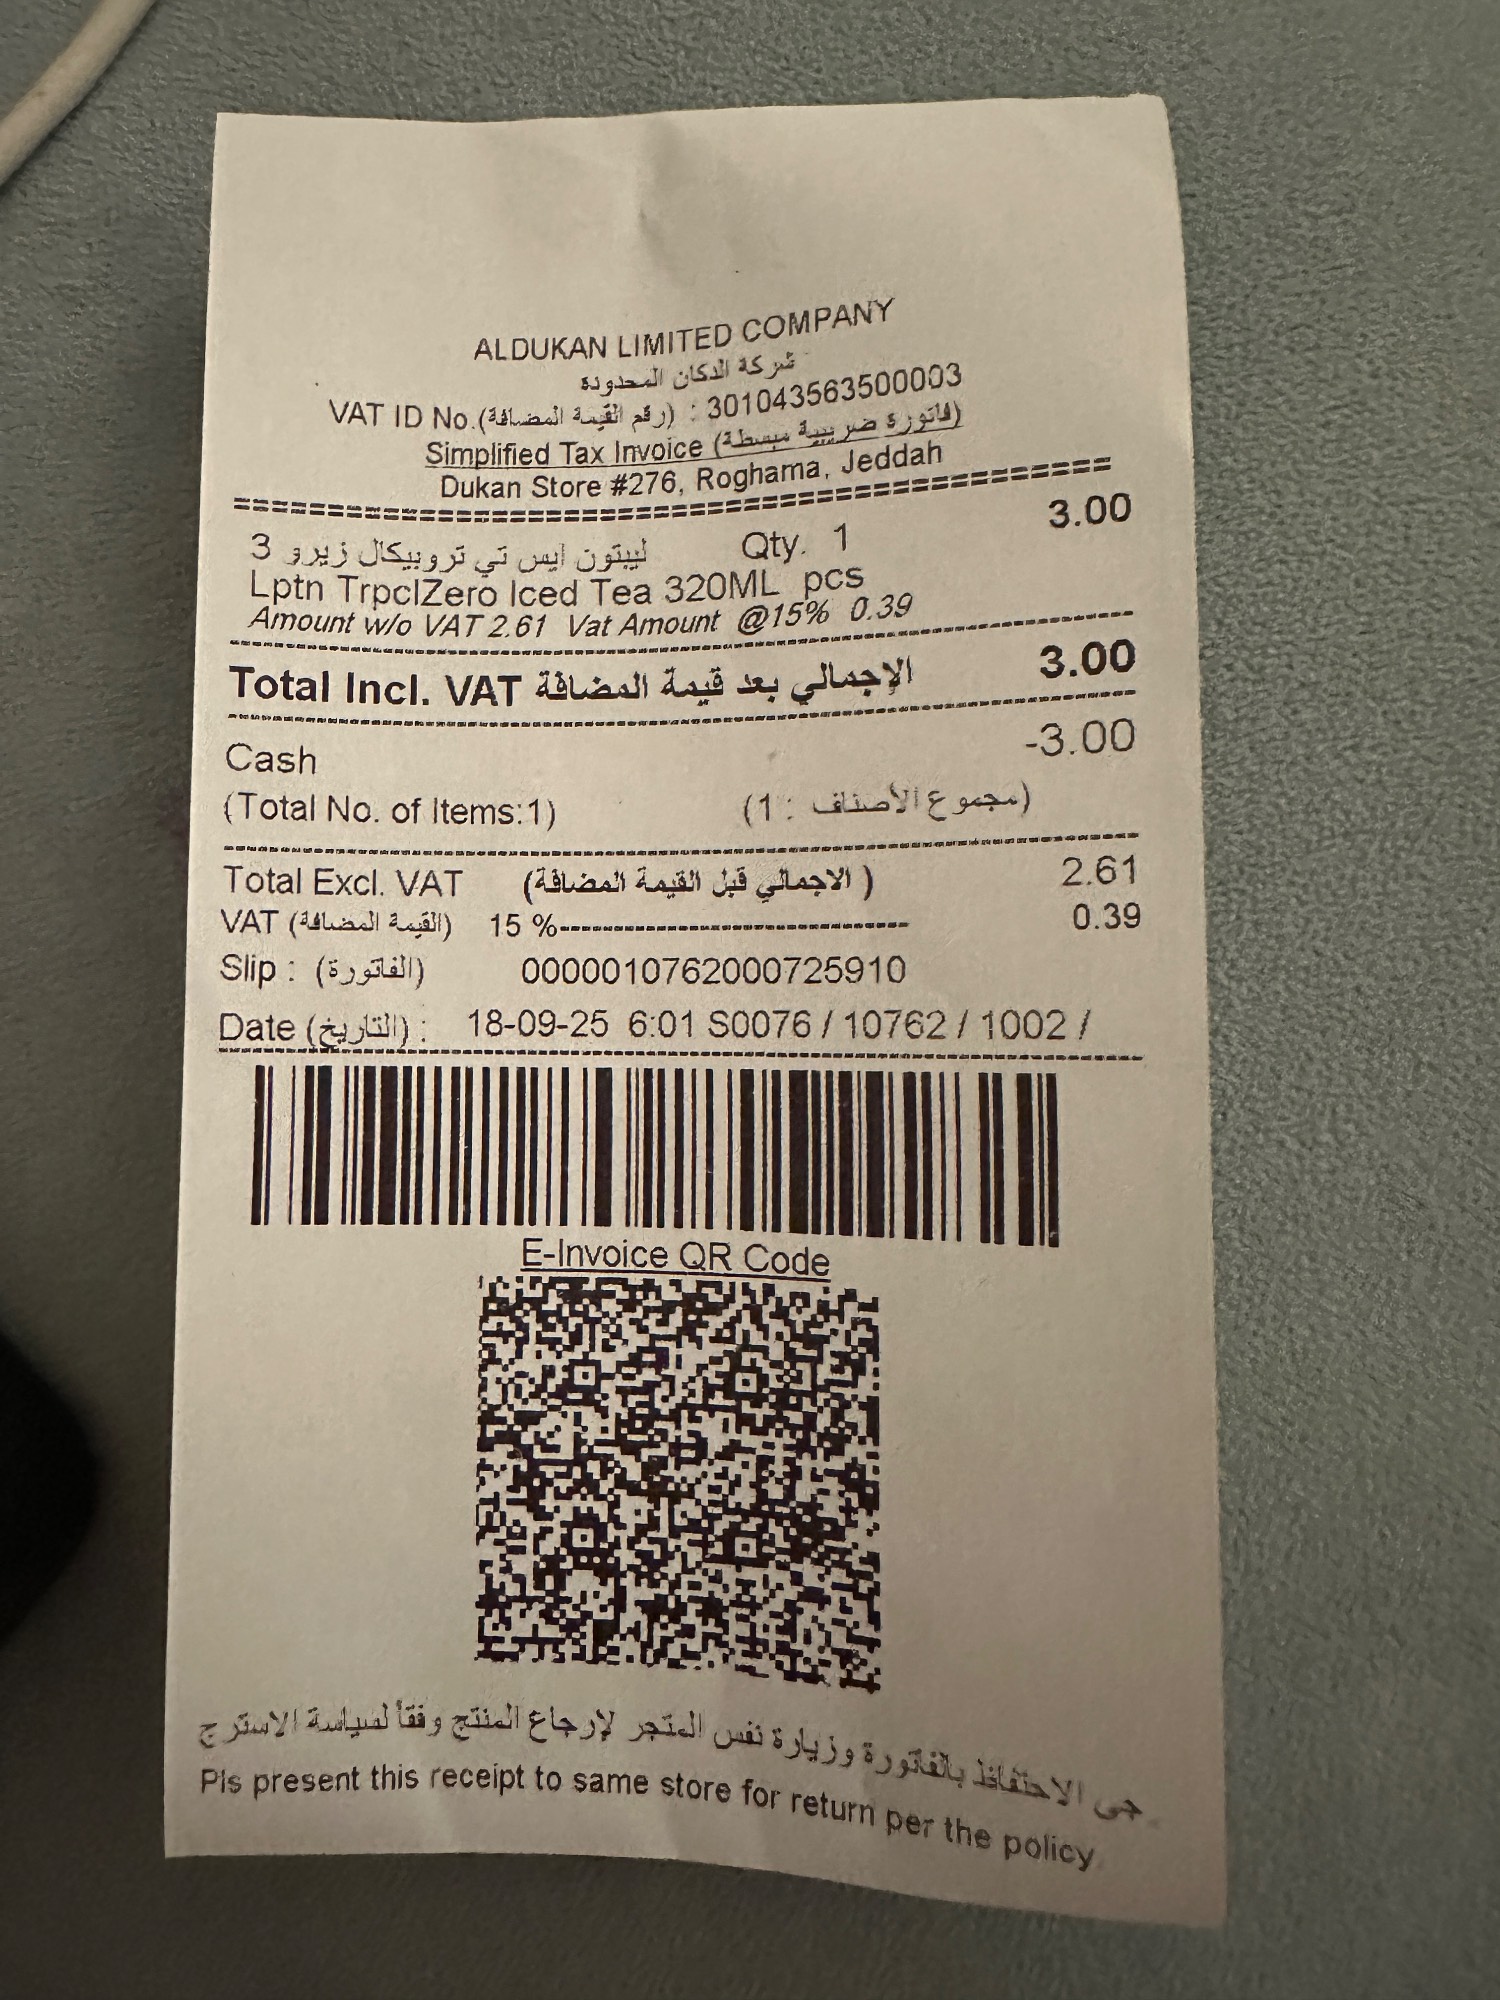 ALDUKAN LIMITED COMPANY
شركة الدكان المحدودة
VAT ID No.(رقم القيمة المضافة) : 301043563500003
Simplified Tax Invoice (فاتورة ضريبية مبسطة)
Dukan Store #276, Roghama, Jeddah
================================================
ليبتون ايس تي تروبيكال زيرو 3 Qty. 1 3.00
Lptn TrpclZero Iced Tea 320ML pcs
Amount w/o VAT 2.61 Vat Amount @15% 0.39
Total Incl. VAT الإجمالي بعد قيمة المضافة 3.00
Cash -3.00
(Total No. of Items:1) (مجموع الأصناف : 1)
Total Excl. VAT (الاجمالي قبل القيمة المضافة ) 2.61
VAT (القيمة المضافة) 15 %-------------------------------- 0.39
Slip : (الفاتورة) 0000010762000725910
Date (التاريخ) : 18-09-25 6:01 S0076 / 10762 / 1002 /
E-Invoice QR Code
جى الاحتفاظ بالفاتورة وزيارة نفس المتجر لإرجاع المنتج وفقاً لسياسة الاسترج
Pls present this receipt to same store for return per the policy